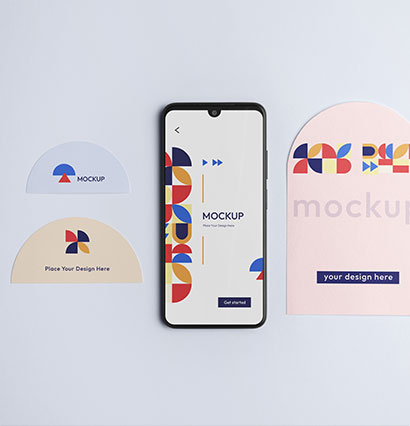 MOCKUP
Place Your Design Here
MOCKUP
Place Your Design Here
Get started
mockup
your design here